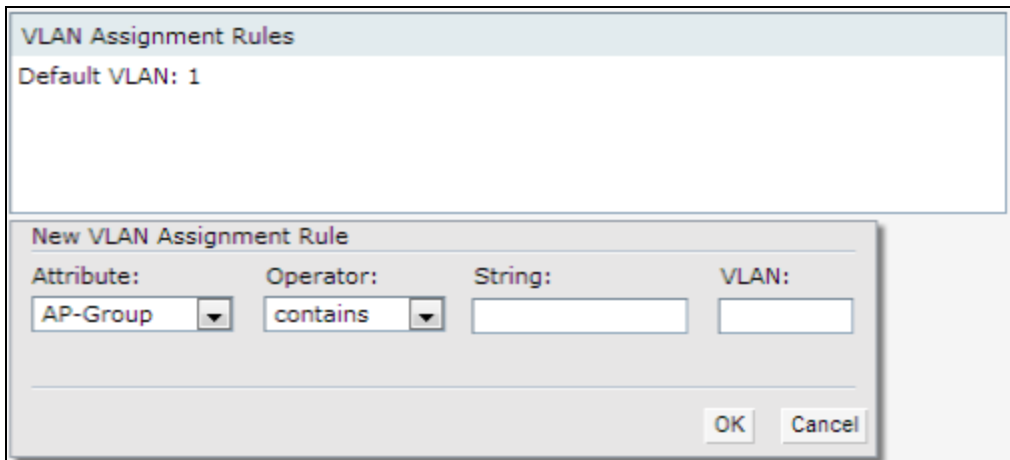 VLAN Assignment Rules
Default VLAN: 1
New VLAN Assignment Rule
Attribute: Operator: String: VLAN:
AP-Group contains
OK Cancel